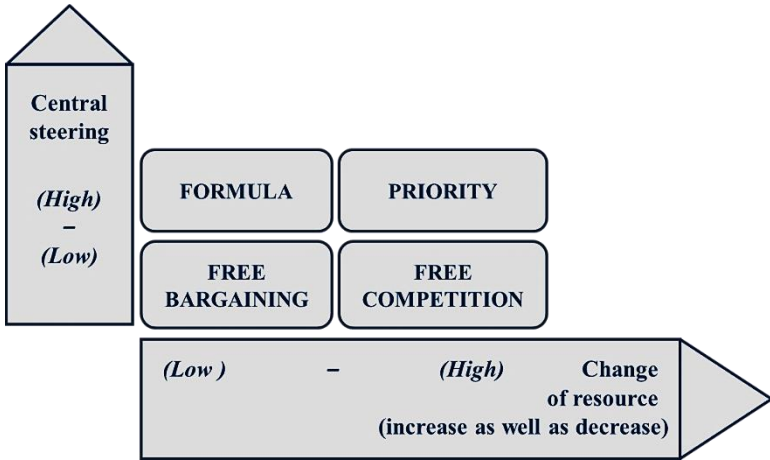 Central
steering
(High)
–
(Low)
FORMULA
PRIORITY
FREE
BARGAINING
FREE
COMPETITION
(Low ) – (High) Change
of resource
(increase as well as decrease)